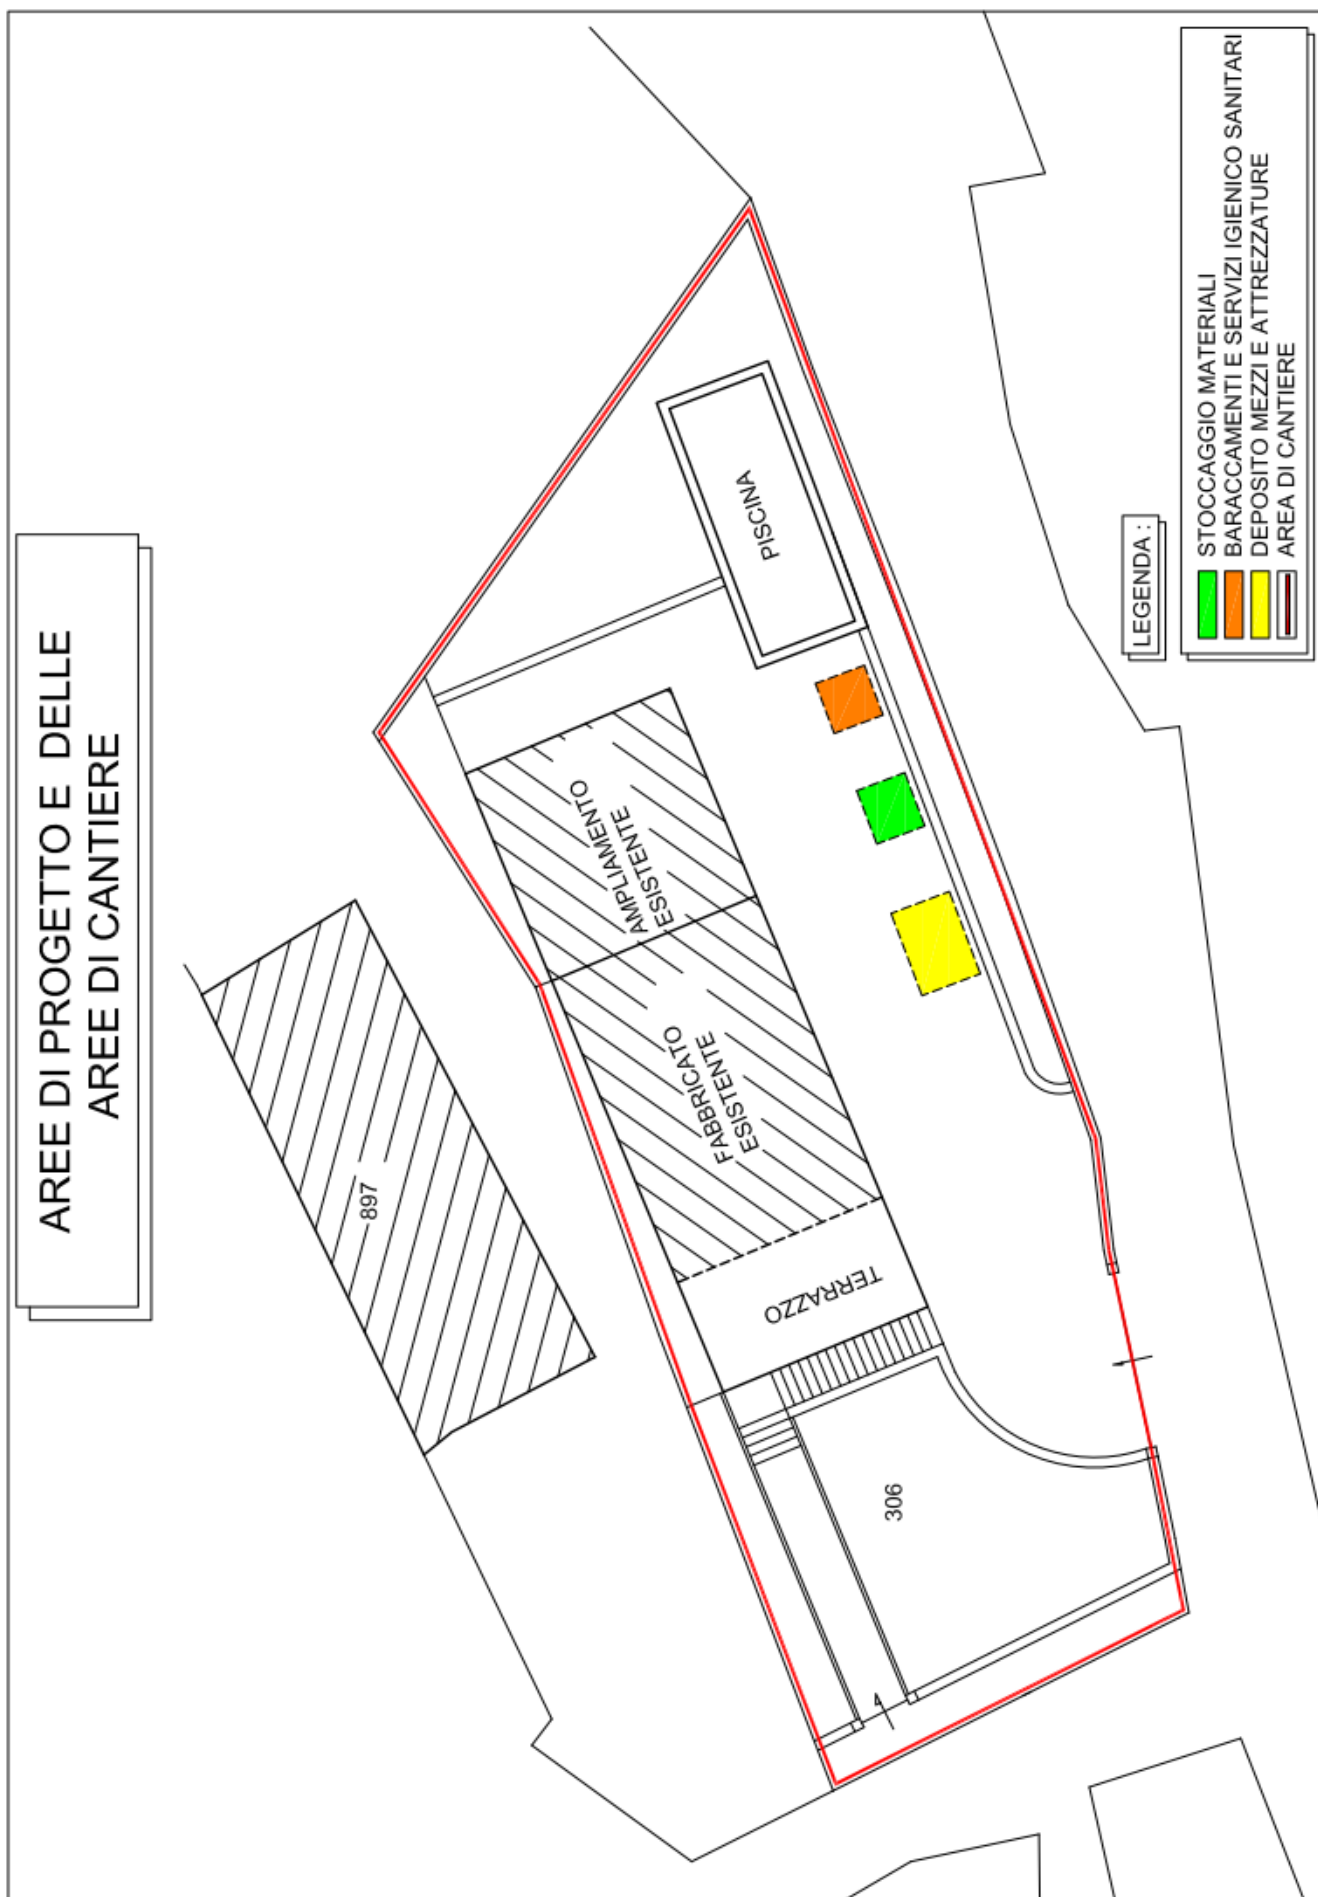 AREE DI PROGETTO E DELLE
AREE DI CANTIERE
897
AMPLIAMENTO
ESISTENTE
FABBRICATO
ESISTENTE
TERRAZZO
306
PISCINA
LEGENDA :
STOCCAGGIO MATERIALI
BARACCAMENTI E SERVIZI IGIENICO SANITARI
DEPOSITO MEZZI E ATTREZZATURE
AREA DI CANTIERE